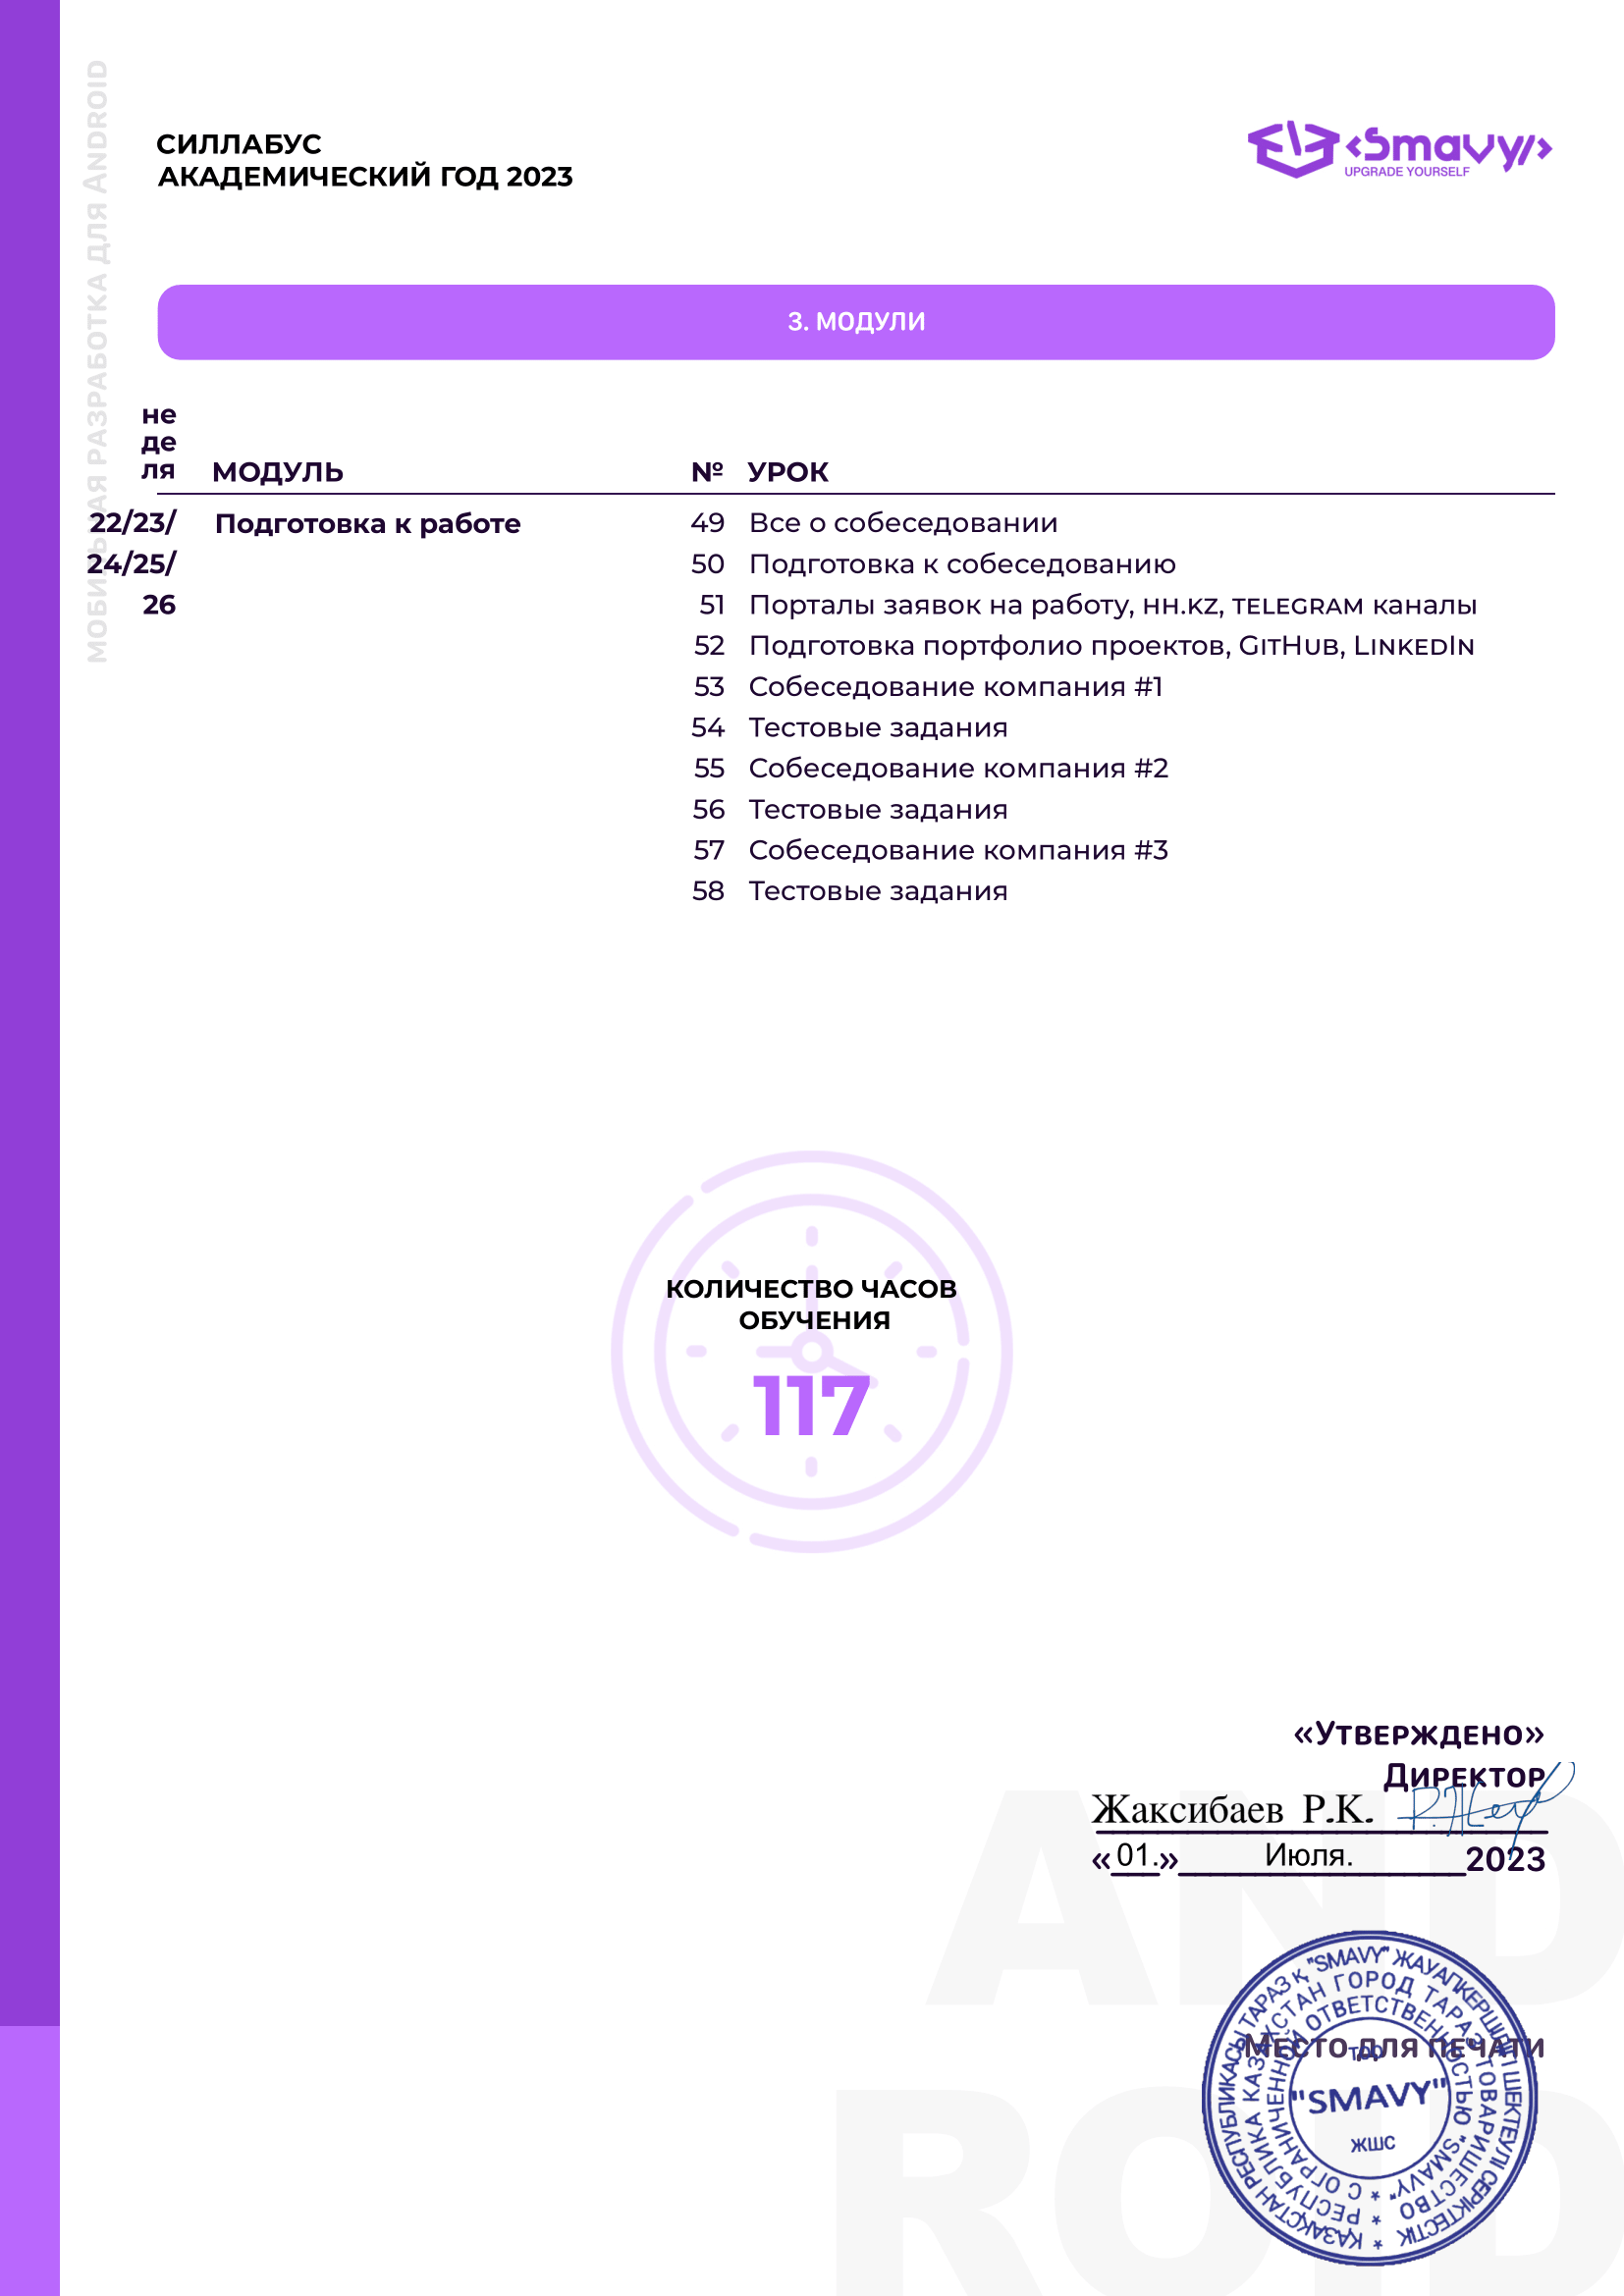 МОБИЛЬНАЯ РАЗРАБОТКА ДЛЯ ANDROID
СИЛЛАБУС
АКАДЕМИЧЕСКИЙ ГОД 2023
<Smavy/>
UPGRADE YOURSELF
3. МОДУЛИ
не
де
ля МОДУЛЬ № УРОК
22/23/ Подготовка к работе 49 Все о собеседовании
24/25/ 50 Подготовка к собеседованию
26 51 Порталы заявок на работу, HH.KZ, TELEGRAM каналы
52 Подготовка портфолио проектов, GITHUB, LINKEDIN
53 Собеседование компания #1
54 Тестовые задания
55 Собеседование компания #2
56 Тестовые задания
57 Собеседование компания #3
58 Тестовые задания
КОЛИЧЕСТВО ЧАСОВ
ОБУЧЕНИЯ
117
«УТВЕРЖДЕНО»
ДИРЕКТОР
Жаксибаев Р.К.
«01.» Июля. 2023
AND
ROID
МЕСТО ДЛЯ ПЕЧАТИ
ҚАЗАҚСТАН РЕСПУБЛИКАСЫ ТАРАЗ Қ. "SMAVY" ЖАУАПКЕРШІЛІГІ ШЕКТЕУЛІ СЕРІКТЕСТІК *
РЕСПУБЛИКА КАЗАХСТАН ГОРОД ТАРАЗ ТОВАРИЩЕСТВО *
С ОГРАНИЧЕННОЙ ОТВЕТСТВЕННОСТЬЮ "SMAVY" *
ТОО
"SMAVY"
ЖШС